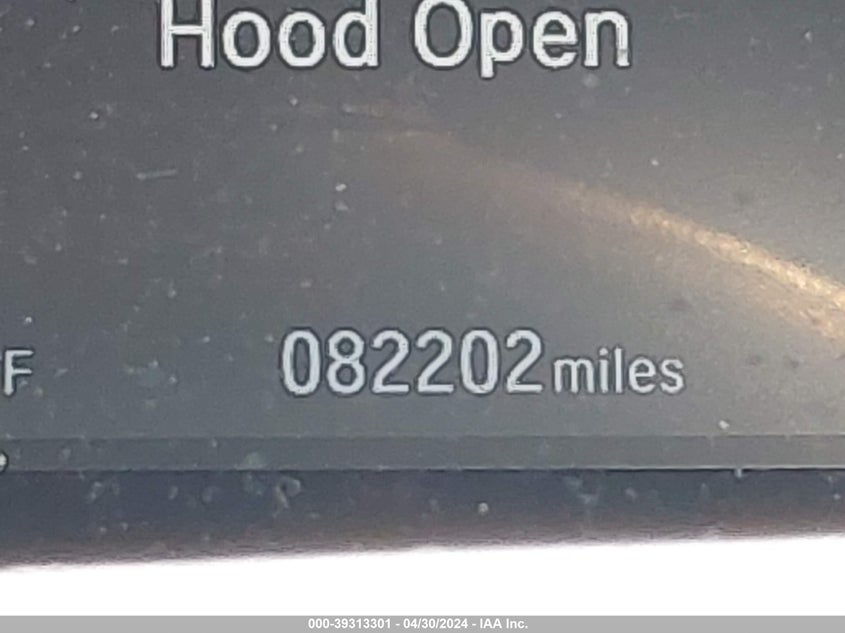 Hood Open
F
082202 miles
000-39313301 - 04/30/2024 - IAA Inc.